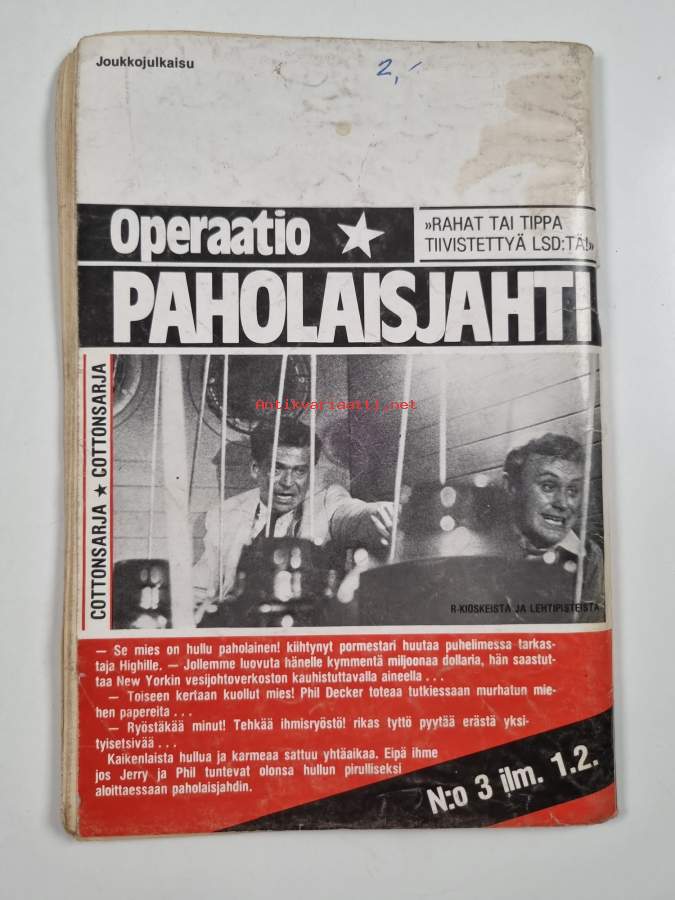 Joukkojulkaisu
2,-
Operaatio
»RAHAT TAI TIPPA
TIIVISTETTYÄ LSD:TÄ!»
PAHOLAISJAHTI
COTTONSARJA ★ COTTONSARJA
Antikvariaatti.net
R-KIOSKEISTA JA LEHTIPISTEISTÄ
— Se mies on hullu paholainen! kiihtynyt pormestari huutaa puhelimessa tarkas-
taja Highille. — Jollemme luovuta hänelle kymmentä miljoonaa dollaria, hän saastut-
taa New Yorkin vesijohtoverkoston kauhistuttavalla aineella . . .
— Toiseen kertaan kuollut mies! Phil Decker toteaa tutkiessaan murhatun mie-
hen papereita . . .
— Ryöstäkää minut! Tehkää ihmisryöstö! rikas tyttö pyytää erästä yksi-
tyisetsivää . . .
Kaikenlaista hullua ja karmeaa sattuu yhtäaikaa. Eipä ihme
jos Jerry ja Phil tuntevat olonsa hullun pirulliseksi
aloittaessaan paholaisjahdin.
N:o 3 ilm. 1.2.